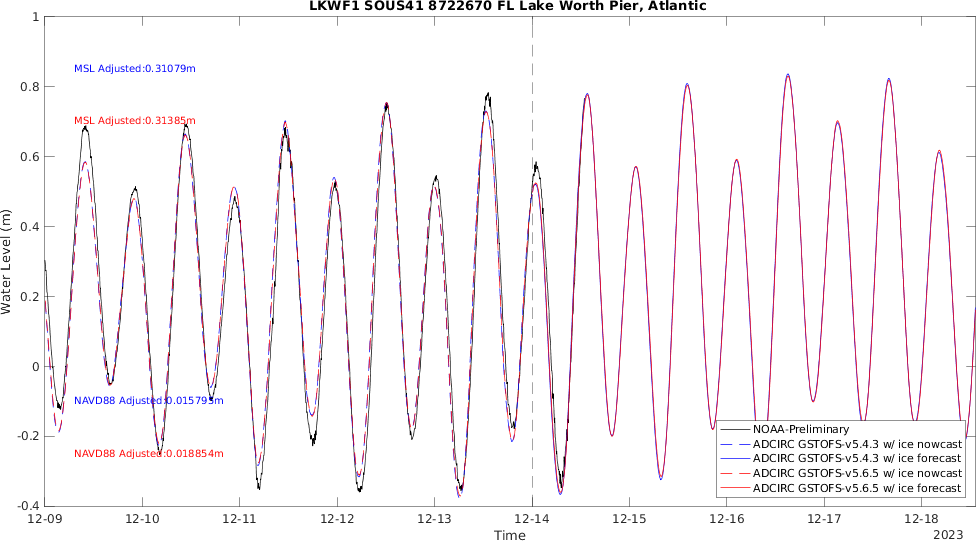 LKWF1 SOUS41 8722670 FL Lake Worth Pier, Atlantic
1
0.8
0.6
0.4
0.2
0
-0.2
-0.4
Water Level (m)
MSL Adjusted:0.31079m
MSL Adjusted:0.31385m
NAVD88 Adjusted:0.015795m
NAVD88 Adjusted:0.018854m
NOAA-Preliminary
ADCIRC GSTOFS-v5.4.3 w/ ice nowcast
ADCIRC GSTOFS-v5.4.3 w/ ice forecast
ADCIRC GSTOFS-v5.6.5 w/ ice nowcast
ADCIRC GSTOFS-v5.6.5 w/ ice forecast
12-09 12-10 12-11 12-12 12-13 12-14 12-15 12-16 12-17 12-18
Time
2023